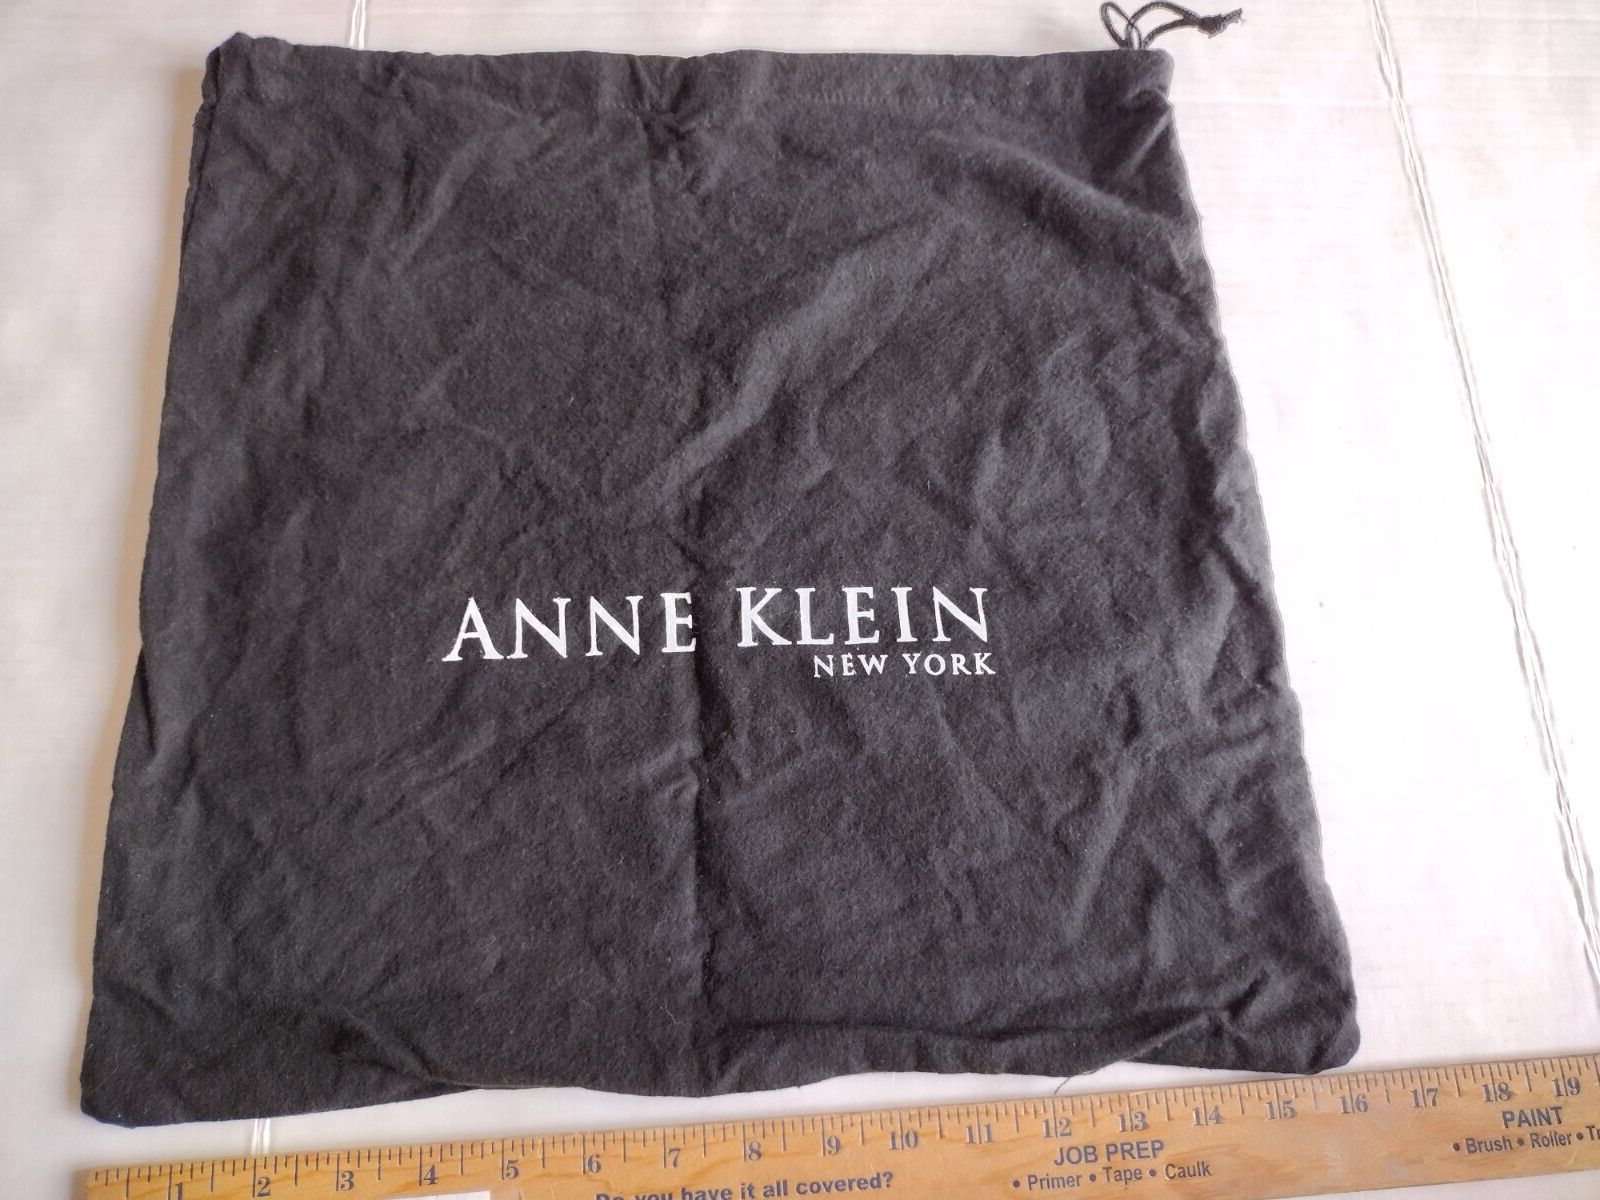 ANNE KLEIN
NEW YORK
1 2 3 4 5 6 7 8 9 10 11 12 13 14 15 16 17 18 19
JOB PREP
• Primer • Tape • Caulk
PAINT
• Brush • Roller •
Do you have it all covered?